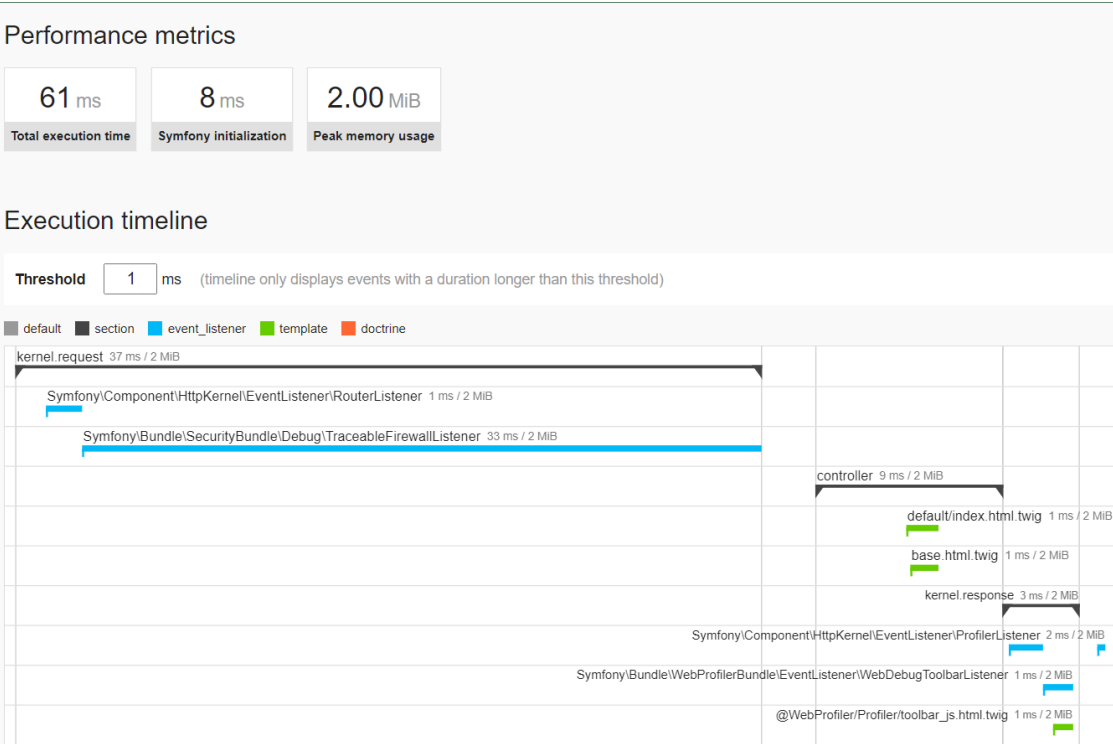 Performance metrics
61 ms
8 ms
2.00 MiB
Total execution time
Symfony initialization
Peak memory usage
Execution timeline
Threshold 1 ms (timeline only displays events with a duration longer than this threshold)
default section event_listener template doctrine
kernel.request 37 ms / 2 MiB
Symfony\Component\HttpKernel\EventListener\RouterListener 1 ms / 2 MiB
Symfony\Bundle\SecurityBundle\Debug\TraceableFirewallListener 33 ms / 2 MiB
controller 9 ms / 2 MiB
default/index.html.twig 1 ms / 2 MiB
base.html.twig 1 ms / 2 MiB
kernel.response 3 ms / 2 MiB
Symfony\Component\HttpKernel\EventListener\ProfilerListener 2 ms / 2 MiB
Symfony\Bundle\WebProfilerBundle\EventListener\WebDebugToolbarListener 1 ms / 2 MiB
@WebProfiler/Profiler/toolbar_js.html.twig 1 ms / 2 MiB